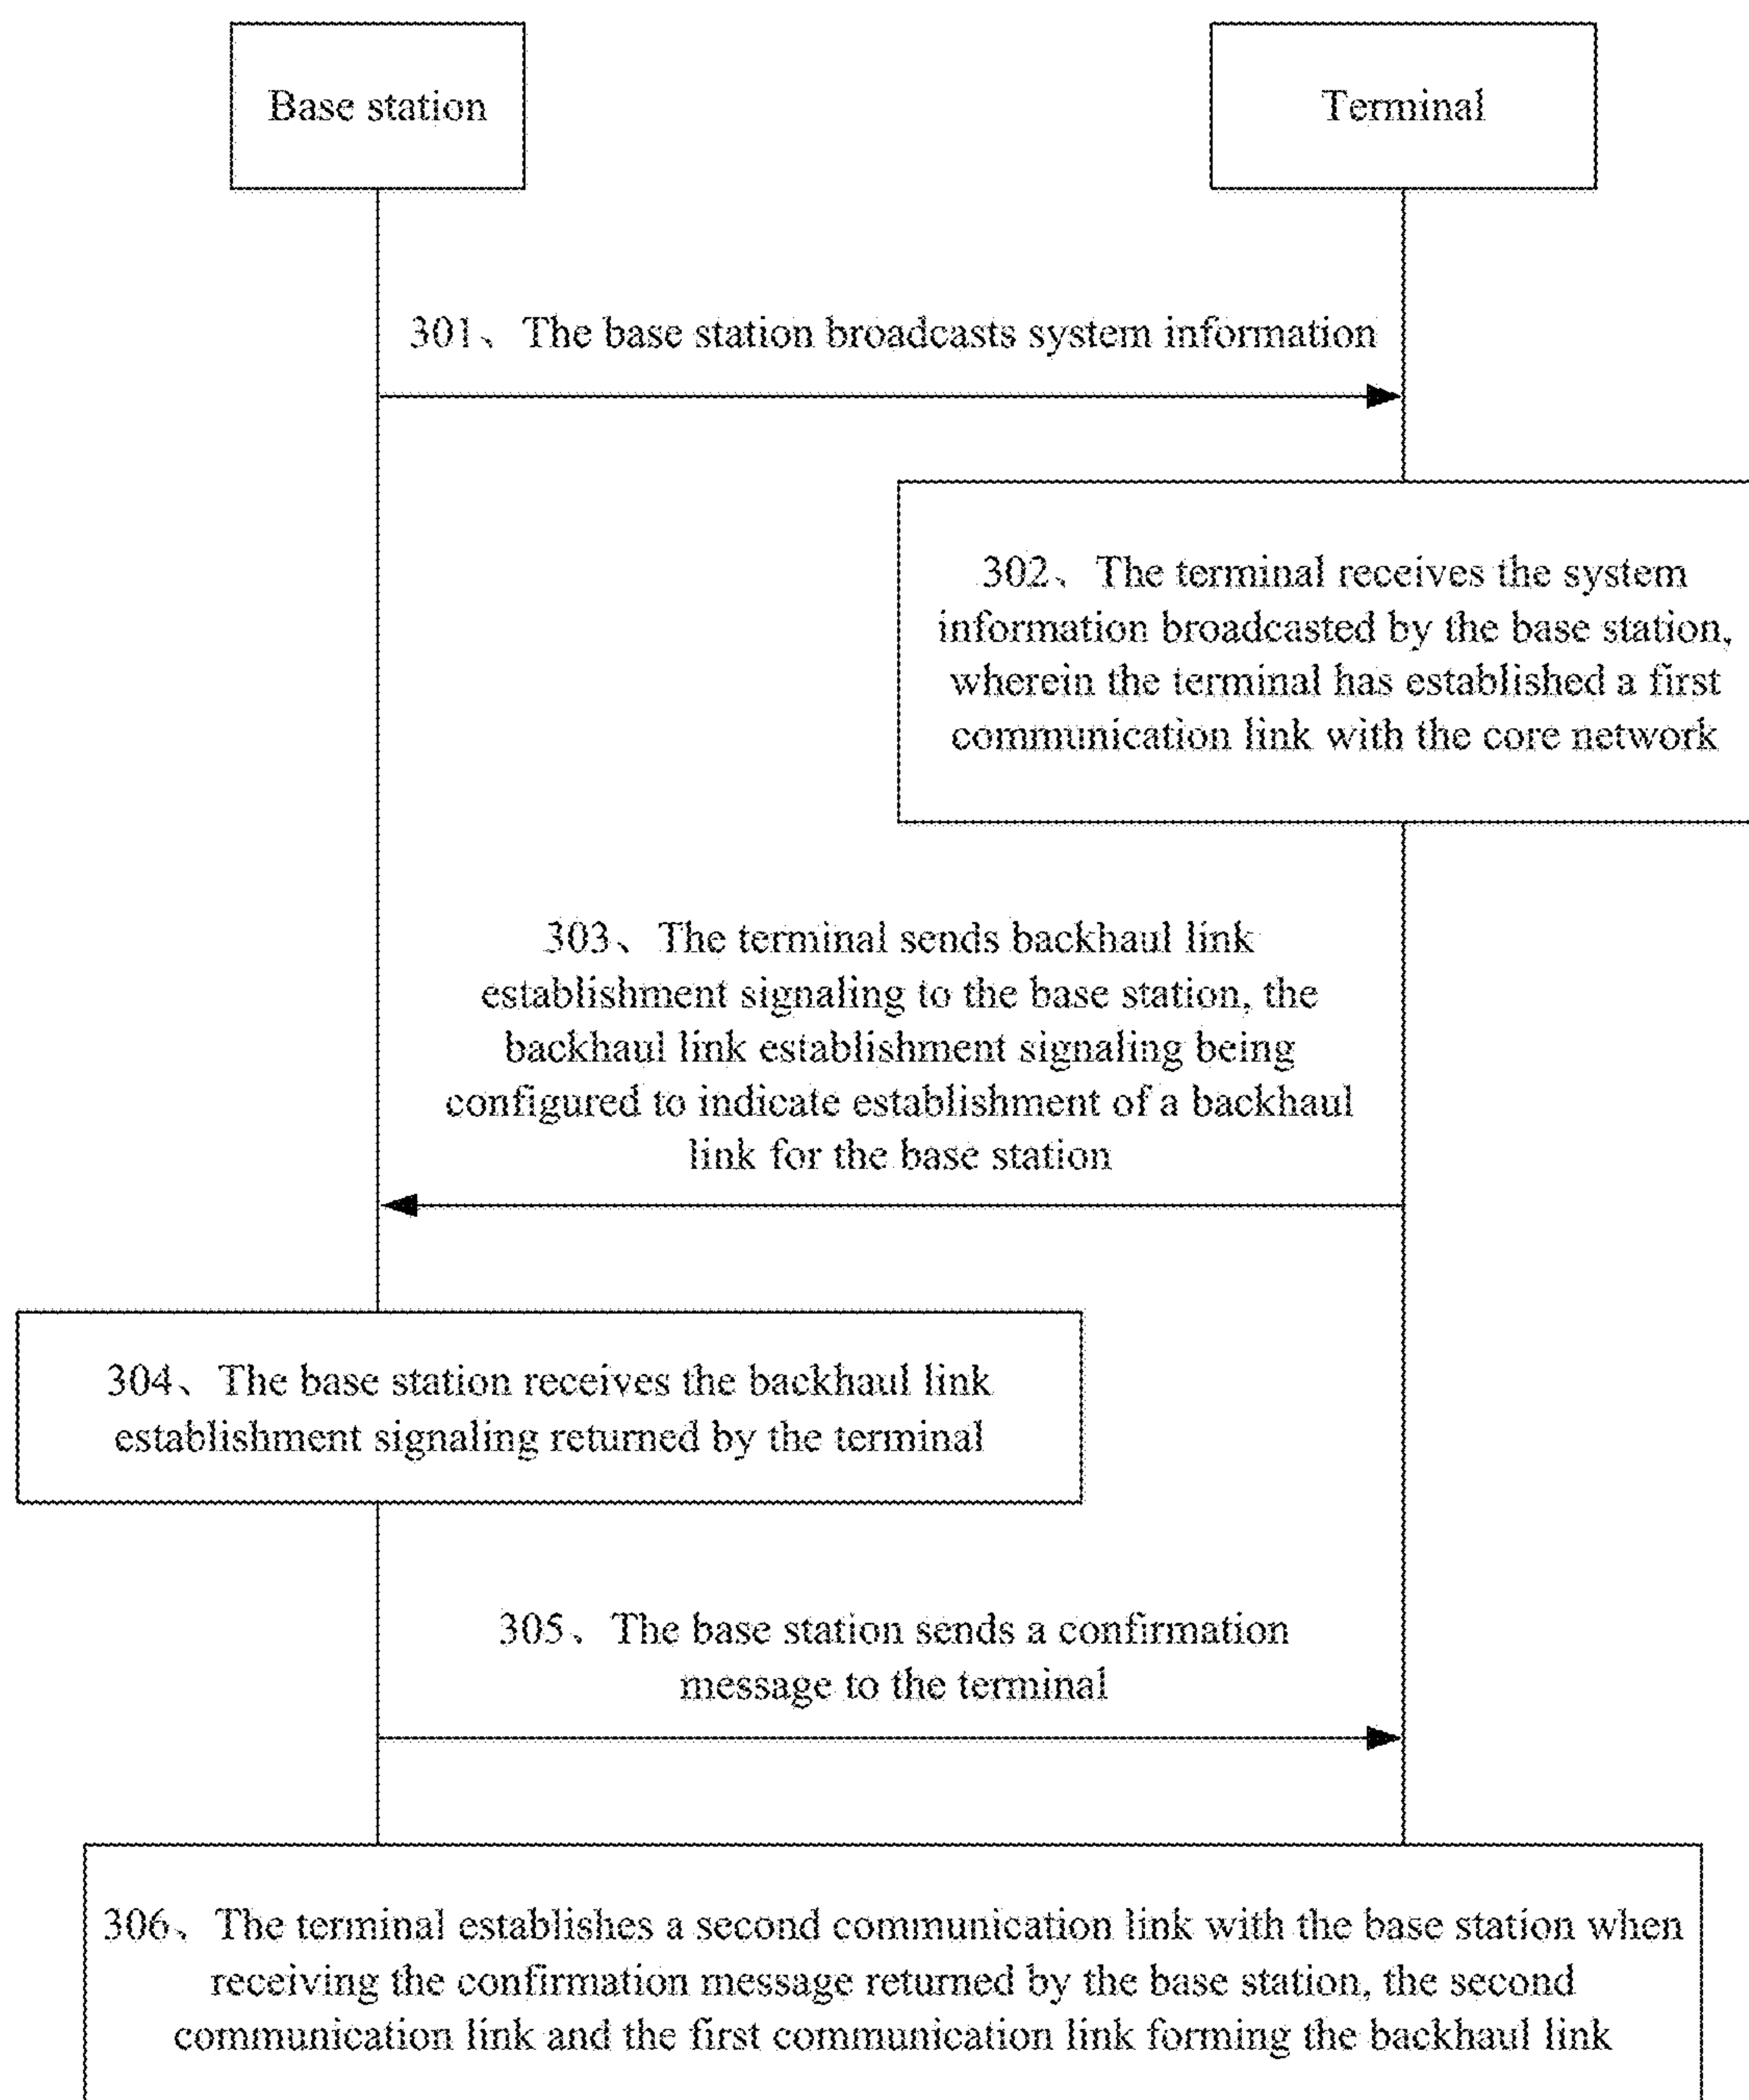 Base station
Terminal
301、The base station broadcasts system information
302、The terminal receives the system
information broadcasted by the base station,
wherein the terminal has established a first
communication link with the core network
303、The terminal sends backhaul link
establishment signaling to the base station, the
backhaul link establishment signaling being
configured to indicate establishment of a backhaul
link for the base station
304、The base station receives the backhaul link
establishment signaling returned by the terminal
305、The base station sends a confirmation
message to the terminal
306、The terminal establishes a second communication link with the base station when
receiving the confirmation message returned by the base station, the second
communication link and the first communication link forming the backhaul link